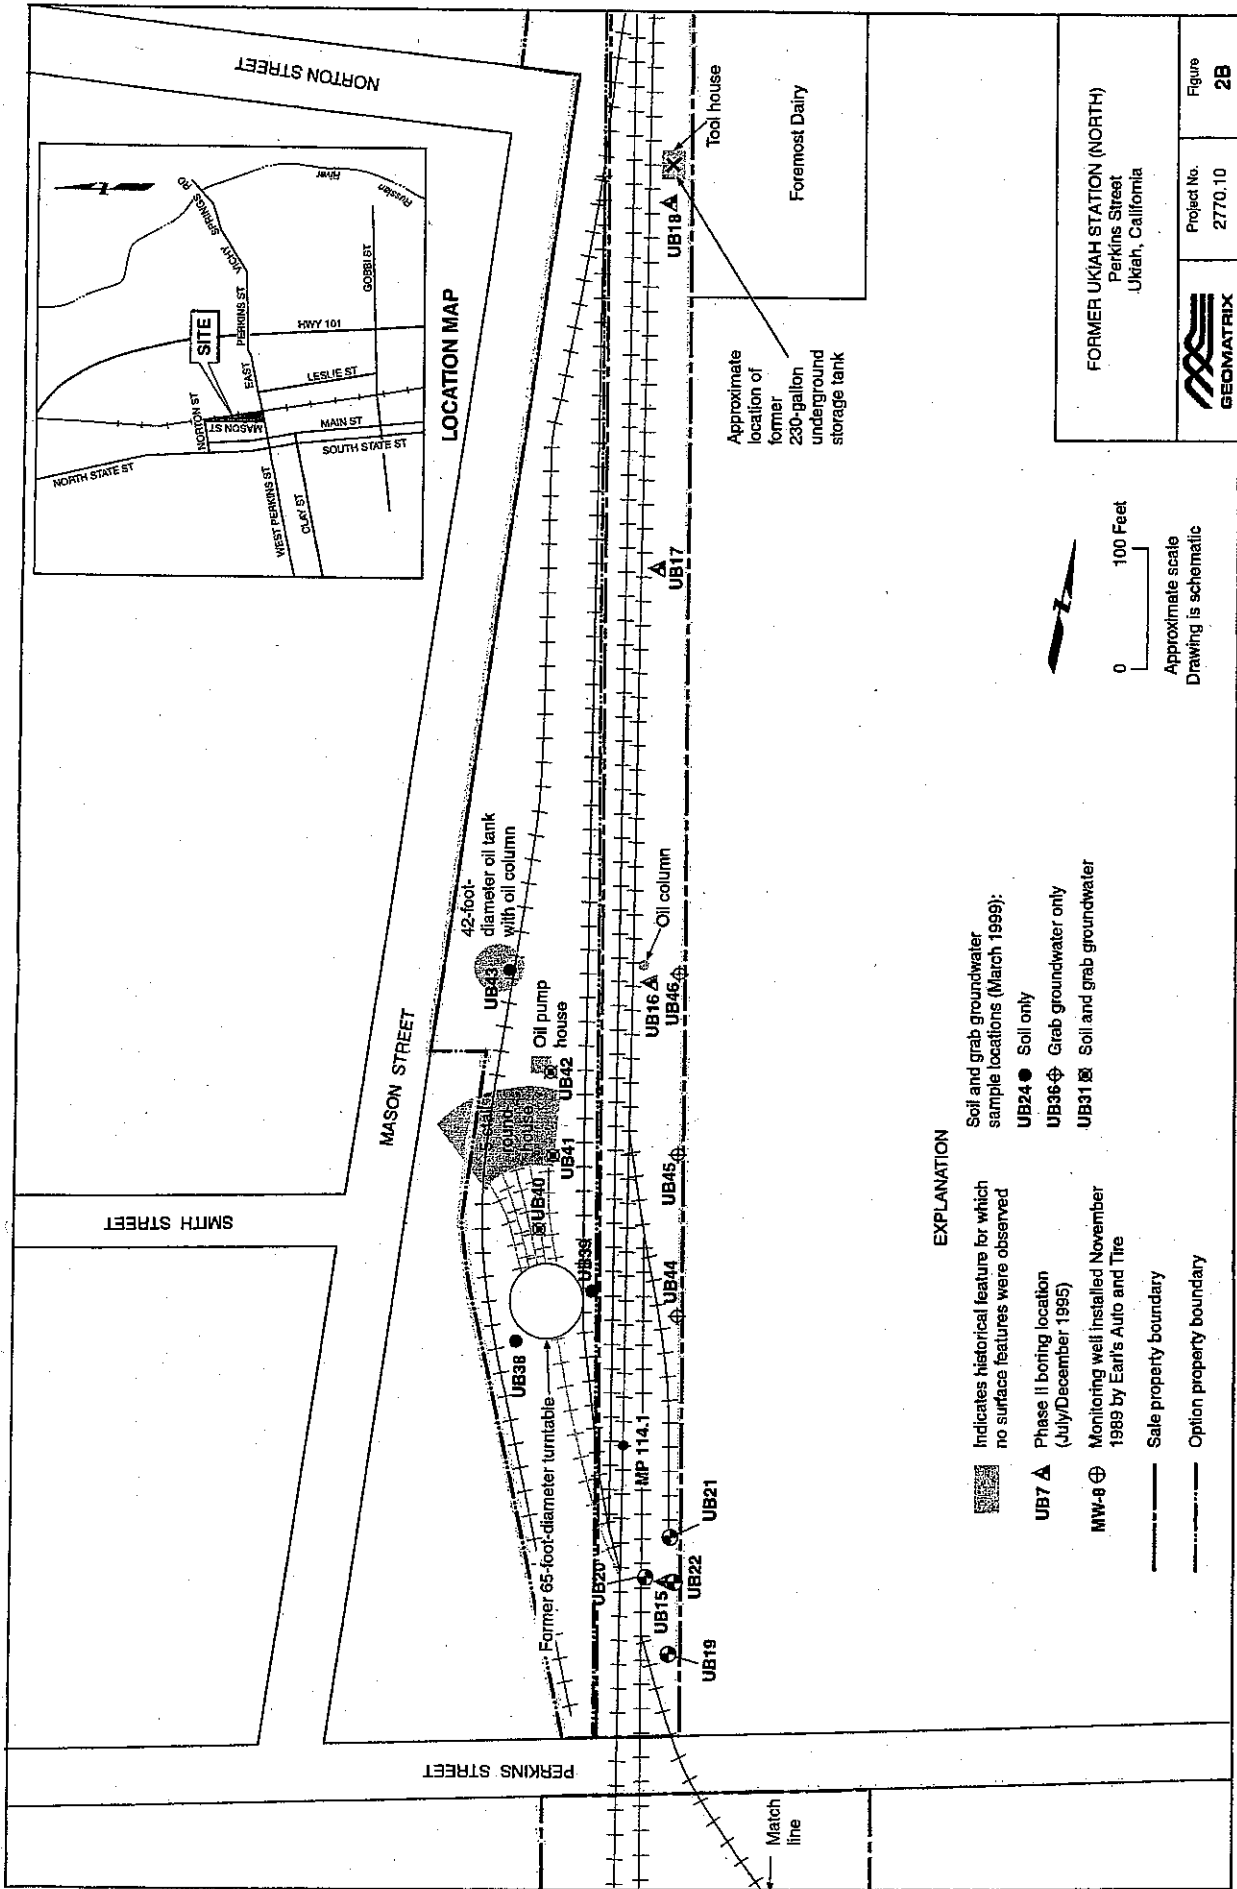 NORTON STREET
MASON STREET
SMITH STREET
PERKINS STREET
NORTH STATE ST
NORTON ST
MASON ST
SITE
VICHY SPRINGS RD
Russian
River
PERKINS ST
EAST
HWY 101
LESLIE ST
GOBBI ST
MAIN ST
SOUTH STATE ST
WEST PERKINS ST
CLAY ST
LOCATION MAP
42-foot-
diameter oil tank
with oil column
UB43
Oil pump
house
UB42
5-stall
round
house
UB41
UB40
UB39
UB38
Former 65-foot-diameter turntable
MP 114.1
UB20
UB15
UB22
UB21
UB19
UB44
UB45
UB46
UB16
Oil column
UB17
UB18
Tool house
Foremost Dairy
Approximate
location of
former
230-gallon
underground
storage tank
Match
line
EXPLANATION
Indicates historical feature for which
no surface features were observed
UB7 Phase II boring location
(July/December 1995)
MW-8 Monitoring well installed November
1989 by Earl's Auto and Tire
Sale property boundary
Option property boundary
Soil and grab groundwater
sample locations (March 1999):
UB24 Soil only
UB36 Grab groundwater only
UB31 Soil and grab groundwater
0 100 Feet
Approximate scale
Drawing is schematic
FORMER UKIAH STATION (NORTH)
Perkins Street
Ukiah, California
GEOMATRIX
Project No.
2770.10
Figure
2B